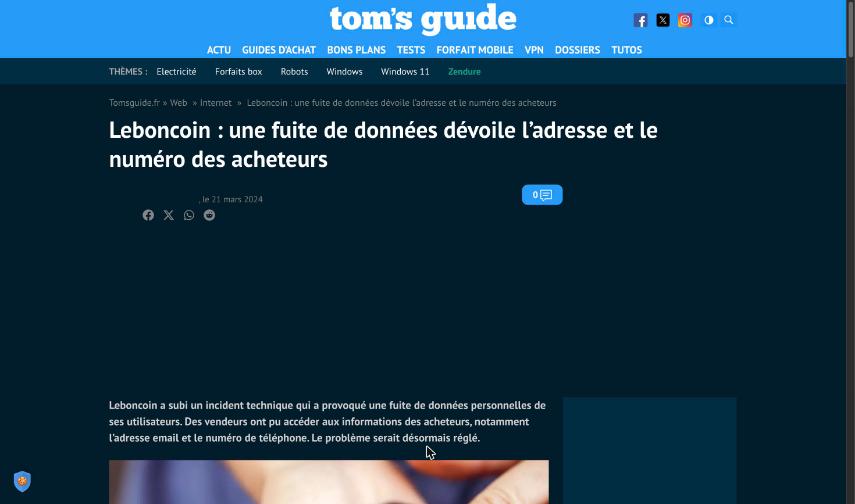 tom's guide
ACTU GUIDES D'ACHAT BONS PLANS TESTS FORFAIT MOBILE VPN DOSSIERS TUTOS
THÈMES : Electricité Forfaits box Robots Windows Windows 11 Zendure
Tomsguide.fr » Web » Internet » Leboncoin : une fuite de données dévoile l'adresse et le numéro des acheteurs
Leboncoin : une fuite de données dévoile l'adresse et le
numéro des acheteurs
, le 21 mars 2024
0
Leboncoin a subi un incident technique qui a provoqué une fuite de données personnelles de
ses utilisateurs. Des vendeurs ont pu accéder aux informations des acheteurs, notamment
l'adresse email et le numéro de téléphone. Le problème serait désormais réglé.